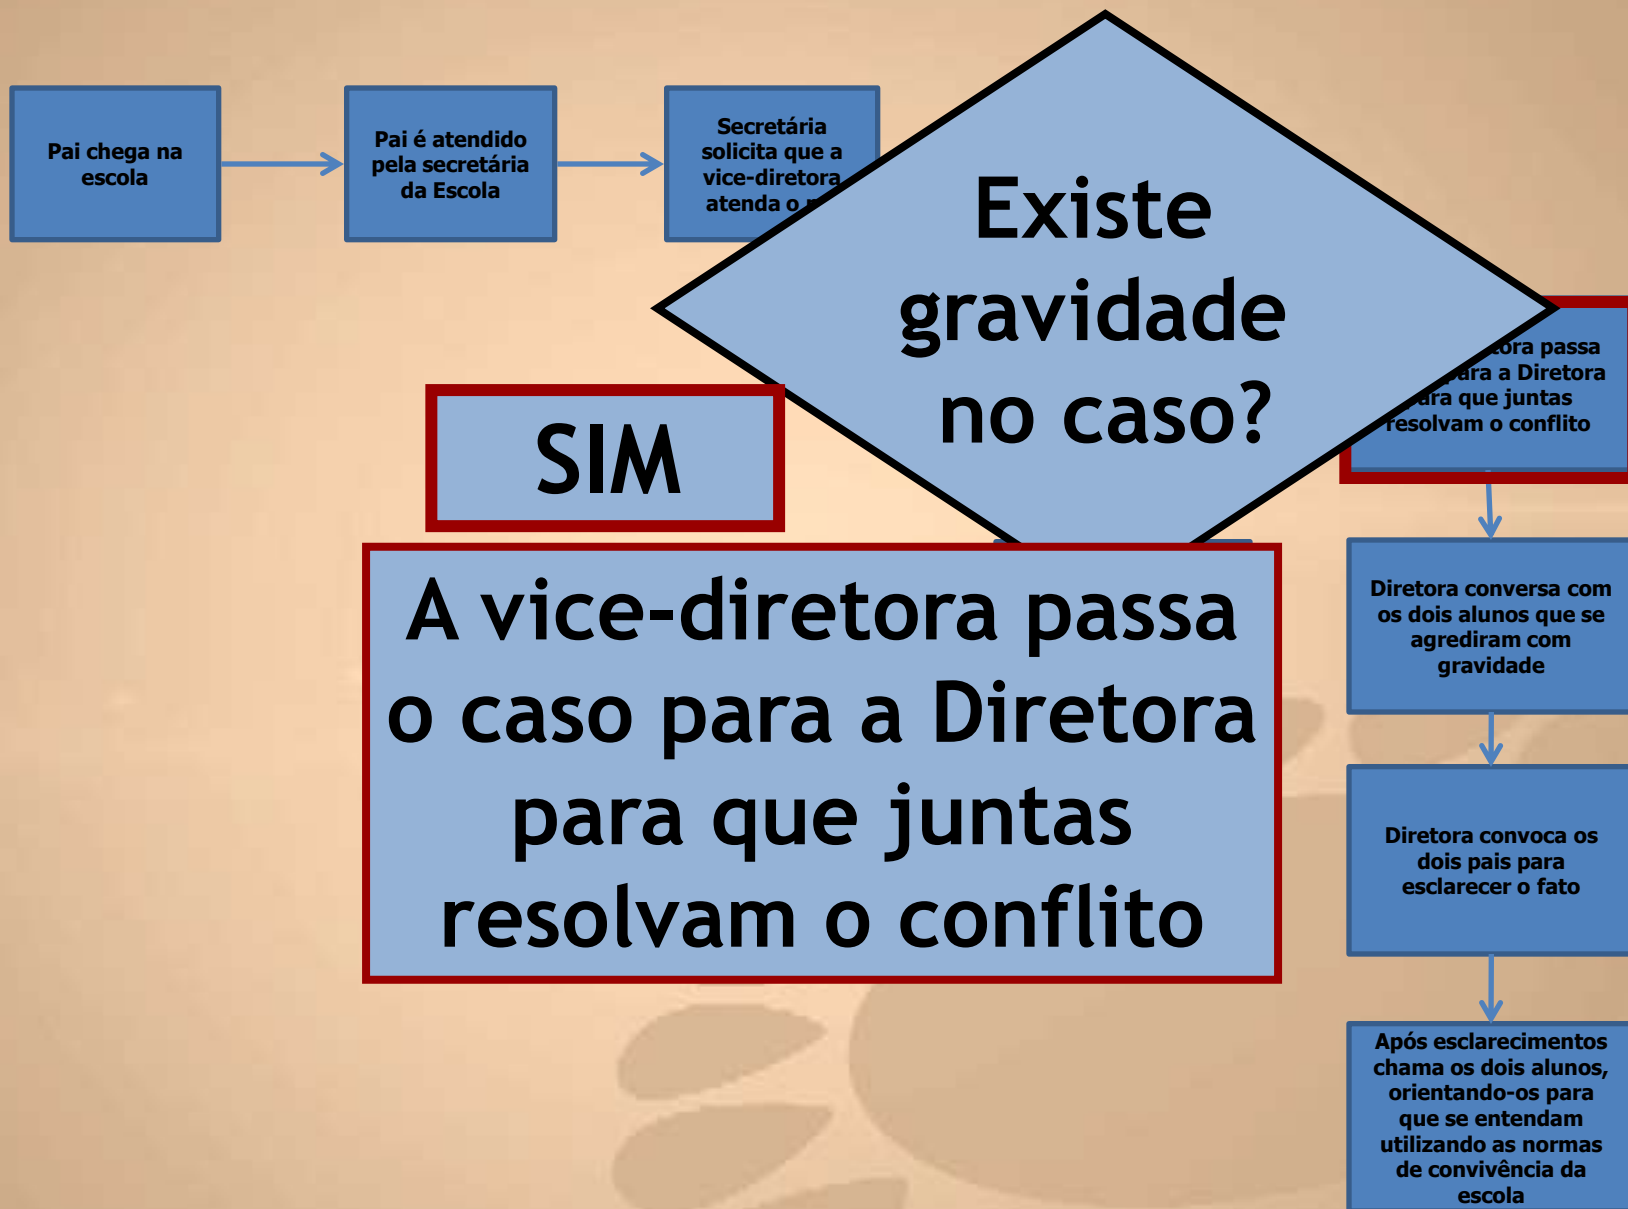 Pai chega na
escola
Pai é atendido
pela secretária
da Escola
Secretária
solicita que a
vice-diretora
atenda o
Existe
gravidade
no caso?
SIM
A vice-diretora passa
o caso para a Diretora
para que juntas
resolvam o conflito
passa
para a Diretora
para que juntas
resolvam o conflito
Diretora conversa com
os dois alunos que se
agrediram com
gravidade
Diretora convoca os
dois pais para
esclarecer o fato
Após esclarecimentos
chama os dois alunos,
orientando-os para
que se entendam
utilizando as normas
de convivência da
escola